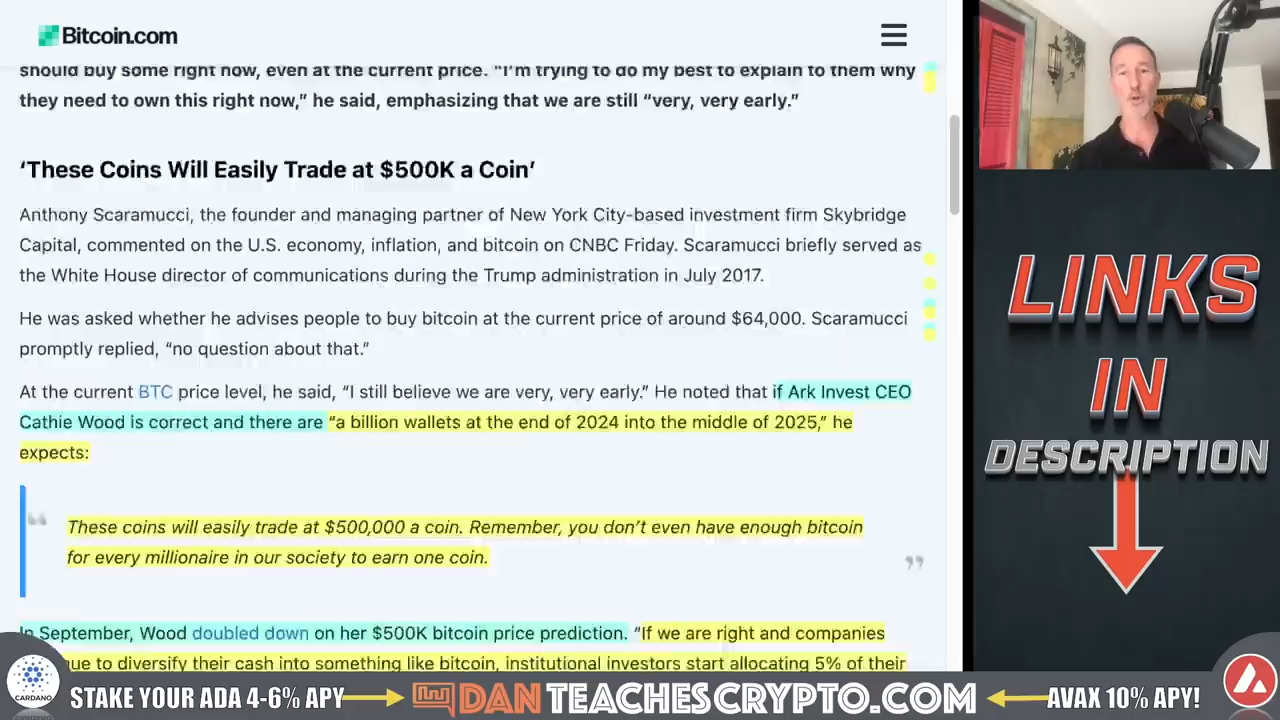 Bitcoin.com
should buy some right now, even at the current price. “I’m trying to do my best to explain to them why
they need to own this right now,” he said, emphasizing that we are still “very, very early.”
‘These Coins Will Easily Trade at $500K a Coin’
Anthony Scaramucci, the founder and managing partner of New York City-based investment firm Skybridge
Capital, commented on the U.S. economy, inflation, and bitcoin on CNBC Friday. Scaramucci briefly served as
the White House director of communications during the Trump administration in July 2017.
He was asked whether he advises people to buy bitcoin at the current price of around $64,000. Scaramucci
promptly replied, “no question about that.”
At the current BTC price level, he said, “I still believe we are very, very early.” He noted that if Ark Invest CEO
Cathie Wood is correct and there are “a billion wallets at the end of 2024 into the middle of 2025,” he
expects:
“
These coins will easily trade at $500,000 a coin. Remember, you don’t even have enough bitcoin
for every millionaire in our society to earn one coin.
”
In September, Wood doubled down on her $500K bitcoin price prediction. “If we are right and companies
ue to diversify their cash into something like bitcoin, institutional investors start allocating 5% of their
LINKS
IN
DESCRIPTION
CARDANO
STAKE YOUR ADA 4-6% APY
DANTEACHESCRYPTO.COM
AVAX 10% APY!